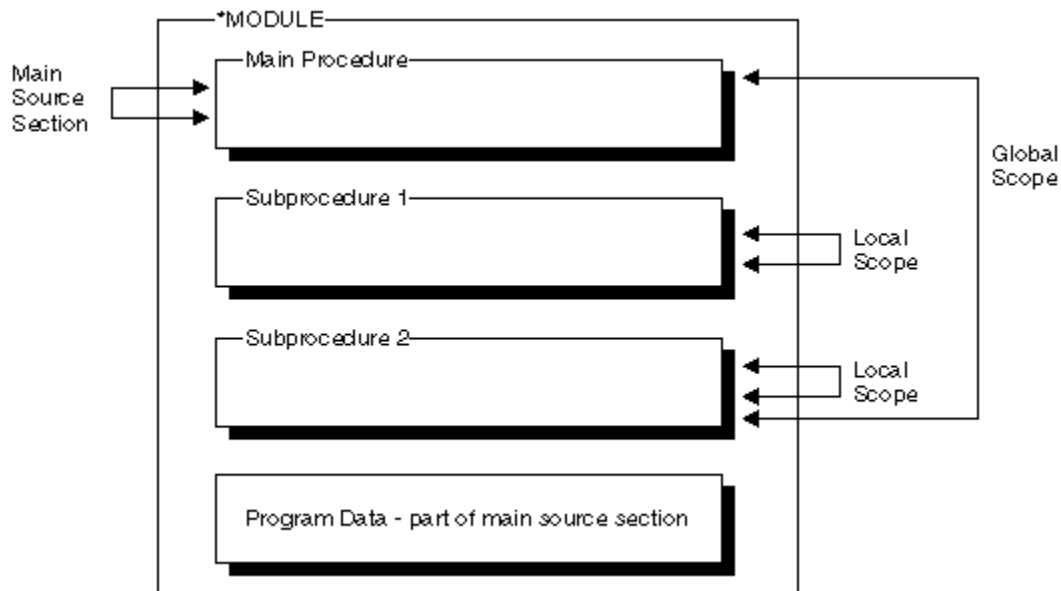 *MODULE
Main Procedure
Main
Source
Section
Global
Scope
Subprocedure 1
Local
Scope
Subprocedure 2
Local
Scope
Program Data - part of main source section